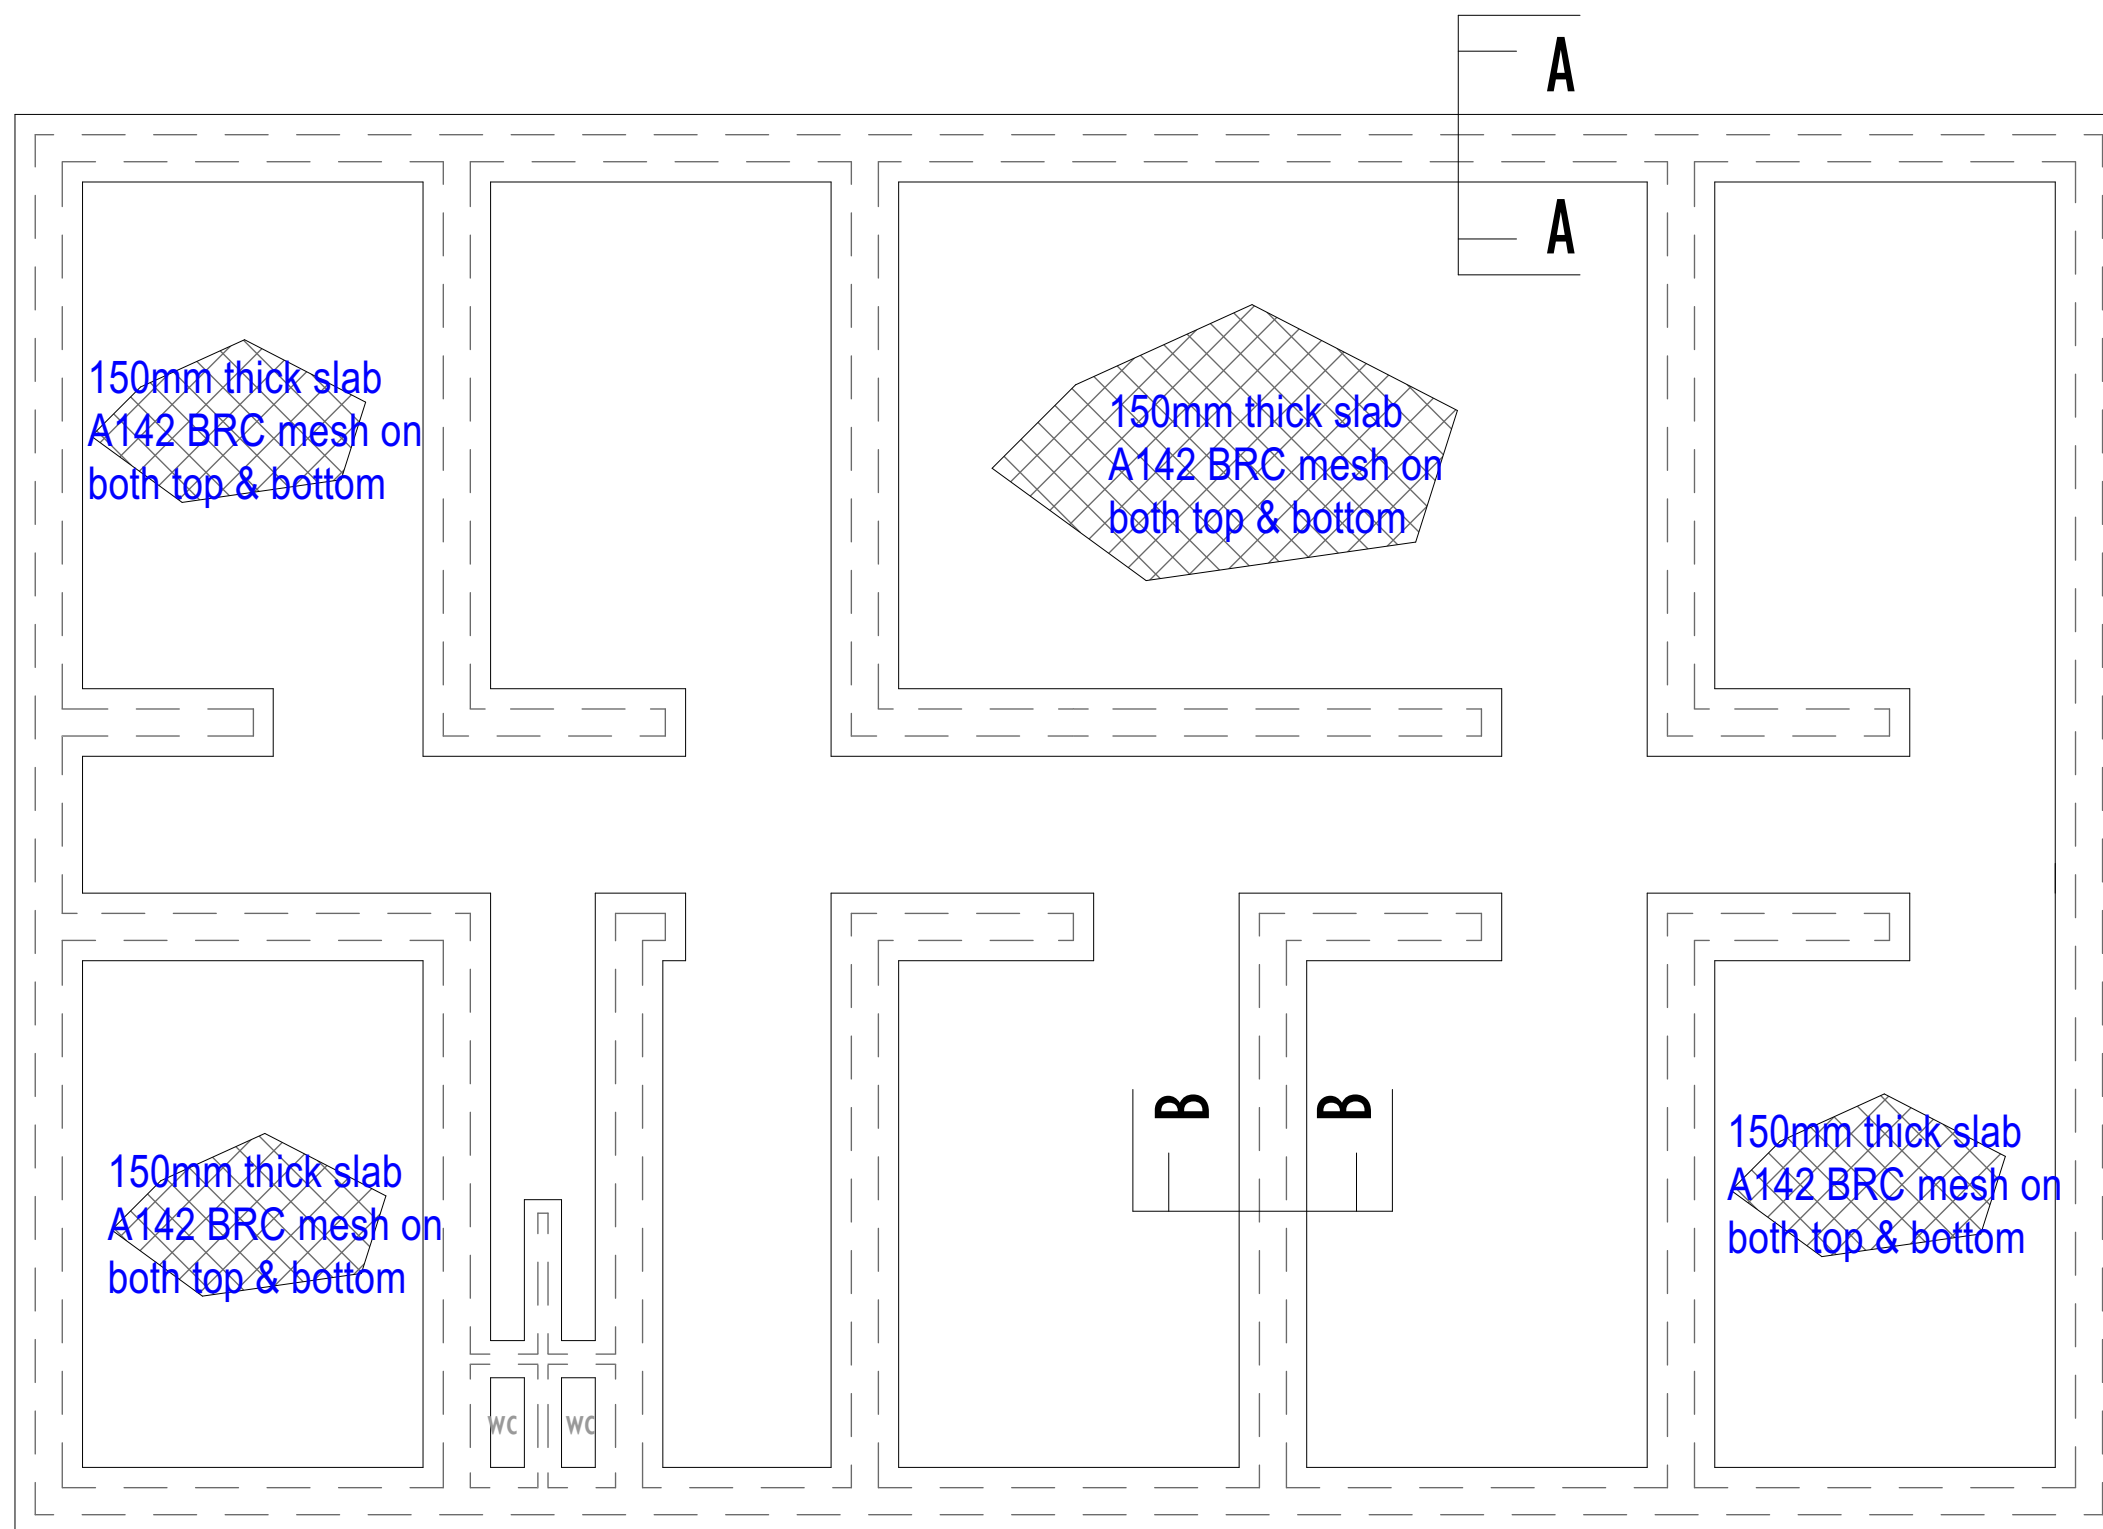 A
A
150mm thick slab
A142 BRC mesh on
both top & bottom
150mm thick slab
A142 BRC mesh on
both top & bottom
B
B
150mm thick slab
A142 BRC mesh on
both top & bottom
150mm thick slab
A142 BRC mesh on
both top & bottom
WC
WC